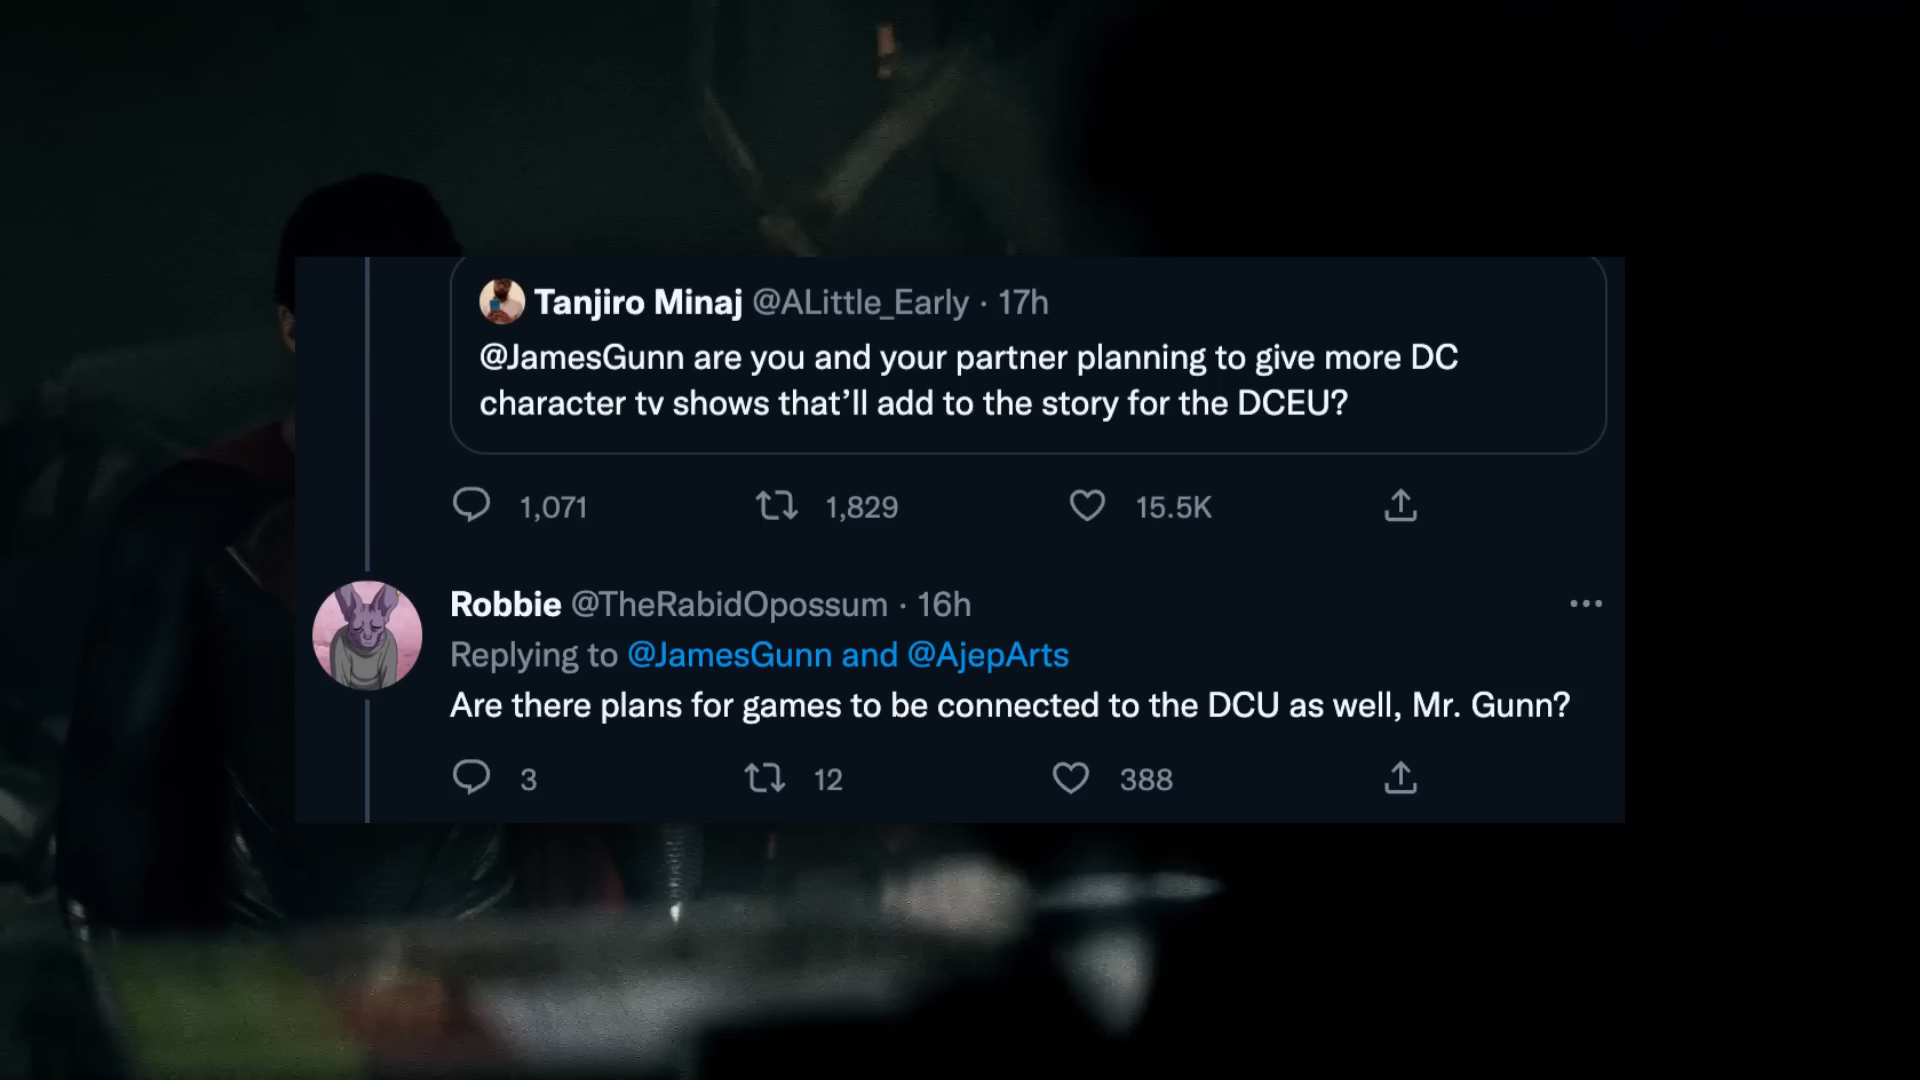 Tanjiro Minaj @ALittle_Early · 17h
@JamesGunn are you and your partner planning to give more DC
character tv shows that’ll add to the story for the DCEU?
1,071 1,829 15.5K
Robbie @TheRabidOpossum · 16h
Replying to @JamesGunn and @AjepArts
Are there plans for games to be connected to the DCU as well, Mr. Gunn?
3 12 388